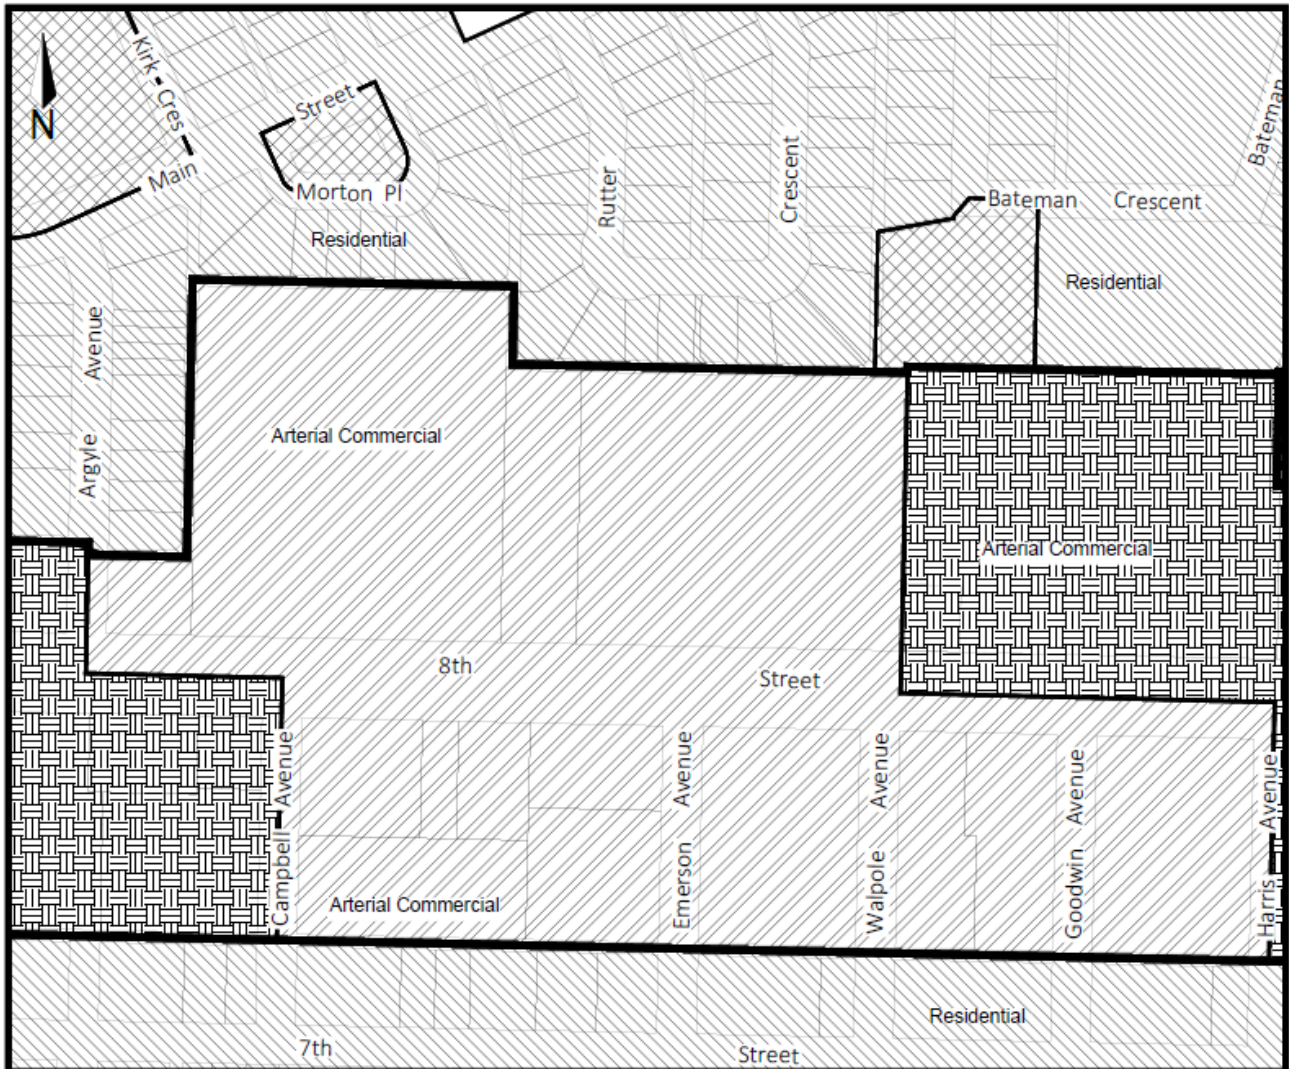 Kirk Cres
Street
Bateman
N
Main
Morton Pl
Rutter
Crescent
Bateman Crescent
Residential
Residential
Argyle Avenue
Arterial Commercial
Arterial Commercial
8th Street
Campbell Avenue
Emerson Avenue
Walpole Avenue
Goodwin Avenue
Harris Avenue
Arterial Commercial
Residential
7th Street